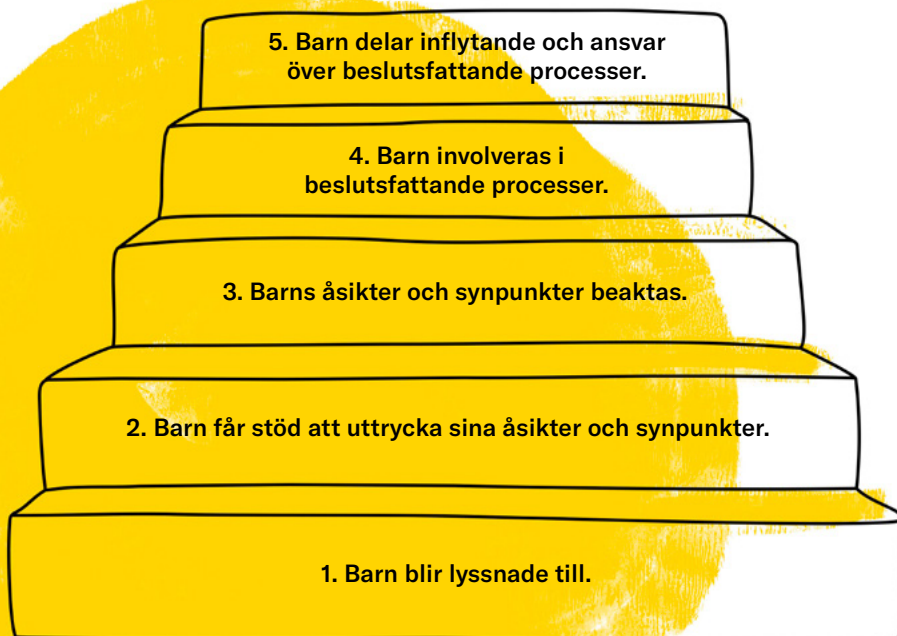 5. Barn delar inflytande och ansvar
över beslutsfattande processer.
4. Barn involveras i
beslutsfattande processer.
3. Barns åsikter och synpunkter beaktas.
2. Barn får stöd att uttrycka sina åsikter och synpunkter.
1. Barn blir lyssnade till.